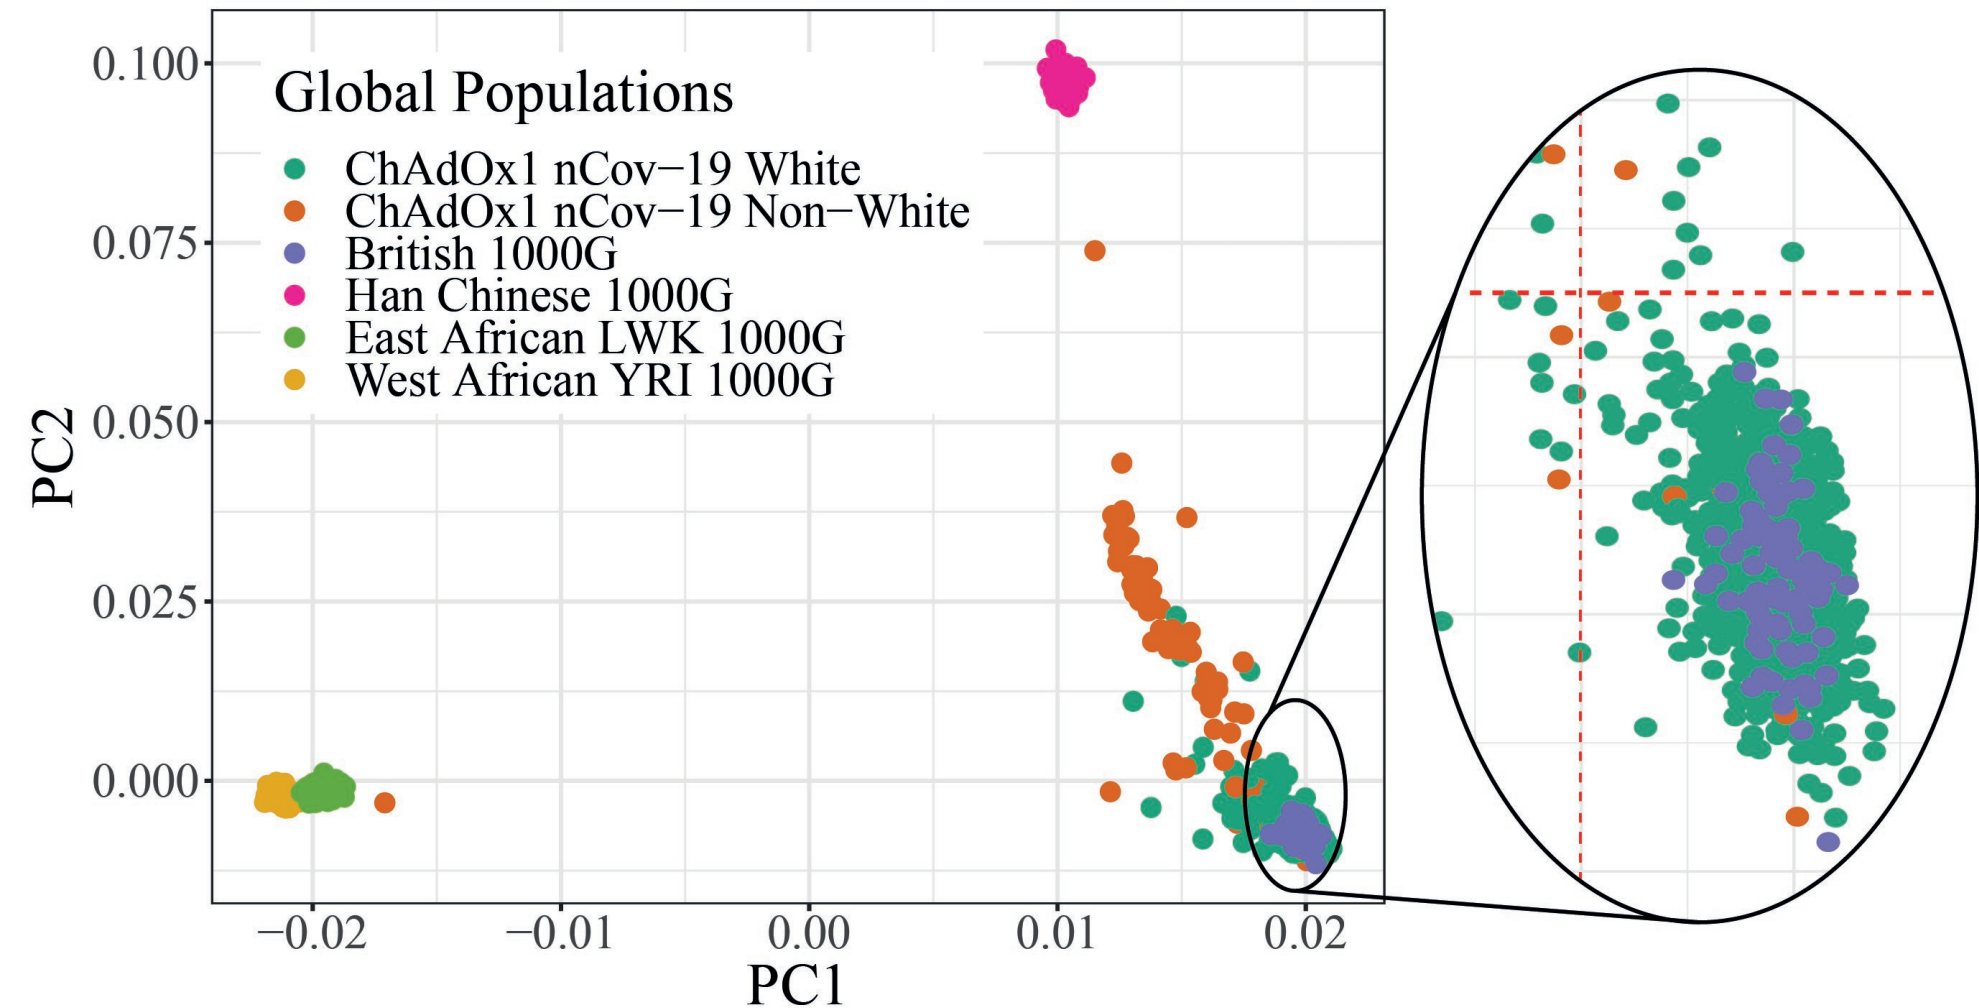 0.100
0.075
0.050
0.025
0.000
PC2
Global Populations
ChAdOx1 nCov−19 White
ChAdOx1 nCov−19 Non−White
British 1000G
Han Chinese 1000G
East African LWK 1000G
West African YRI 1000G
−0.02 −0.01 0.00 0.01 0.02
PC1